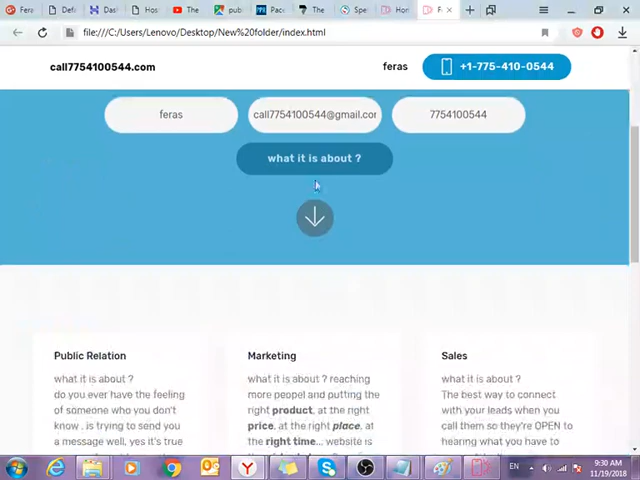 Fera
Defa
Das
Hos
The
pub
Pac
The
Spe
Hom
F
file:///C:/Users/Lenovo/Desktop/New%20folder/index.html
call7754100544.com
feras
+1-775-410-0544
feras
call7754100544@gmail.cor
7754100544
what it is about ?
Public Relation
what it is about ?
do you ever have the feeling
of someone who you don't
know , is trying to send you
a message well, yes it's true
Marketing
what it is about ? reaching
more peopel and putting the
right product, at the right
price, at the right place, at
the right time... website is
Sales
what it is about ?
The best way to connect
with your leads when you
call them so they're OPEN to
hearing what you have to
EN
9:30 AM
11/19/2018